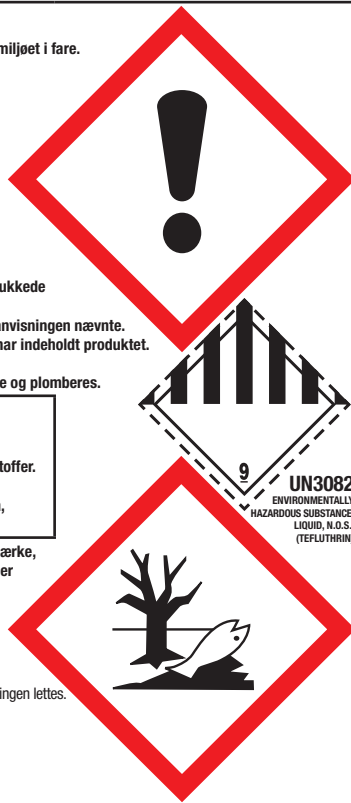 miljøet i fare.
ukkede
anvisningen nævnte.
har indeholdt produktet.
e og plomberes.
toffer.
,
ærke,
er
9
UN3082
ENVIRONMENTALLY
HAZARDOUS SUBSTANCE
LIQUID, N.O.S.
(TEFLUTHRIN
ingen lettes.